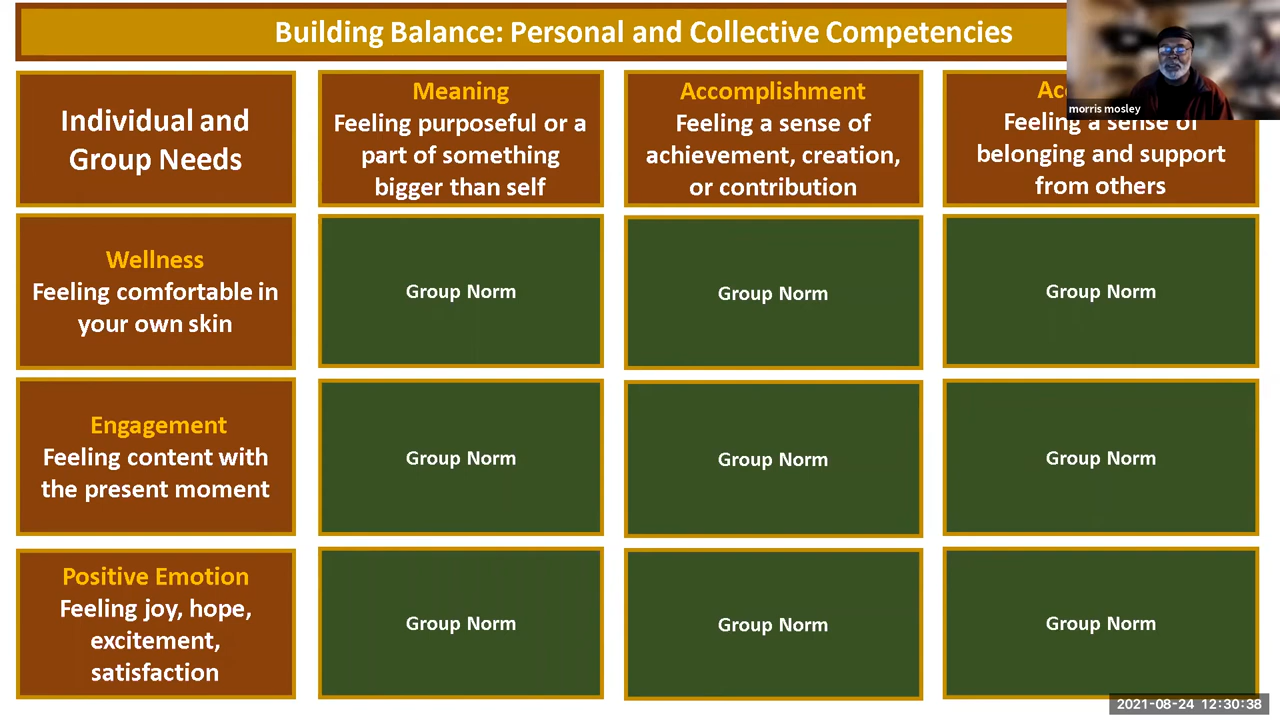 Building Balance: Personal and Collective Competencies
morris mosley
Individual and
Group Needs
Meaning
Feeling purposeful or a
part of something
bigger than self
Accomplishment
Feeling a sense of
achievement, creation,
or contribution
Feeling a sense of
belonging and support
from others
Wellness
Feeling comfortable in
your own skin
Group Norm
Group Norm
Group Norm
Engagement
Feeling content with
the present moment
Group Norm
Group Norm
Group Norm
Positive Emotion
Feeling joy, hope,
excitement,
satisfaction
Group Norm
Group Norm
Group Norm
2021-08-24 12:30:38